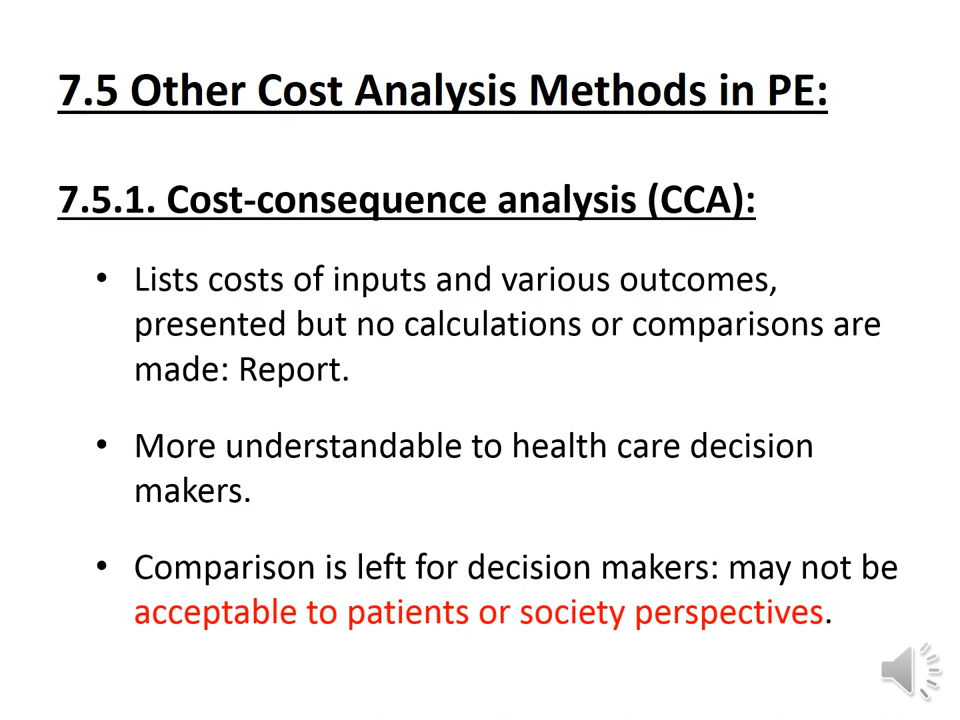 7.5 Other Cost Analysis Methods in PE:
7.5.1. Cost-consequence analysis (CCA):
• Lists costs of inputs and various outcomes,
presented but no calculations or comparisons are
made: Report.
• More understandable to health care decision
makers.
• Comparison is left for decision makers: may not be
acceptable to patients or society perspectives.